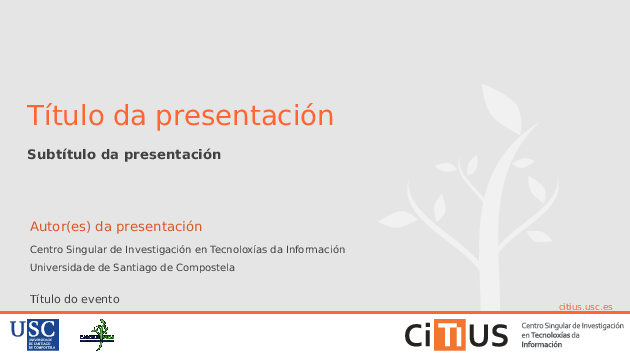 Título da presentación
Subtítulo da presentación
Autor(es) da presentación
Centro Singular de Investigación en Tecnoloxías da Información
Universidade de Santiago de Compostela
Título do evento
citius.usc.es
USC
UNIVERSIDADE
DE SANTIAGO
DE COMPOSTELA
CiTIUS
Centro Singular de Investigación
en Tecnoloxías da
Información